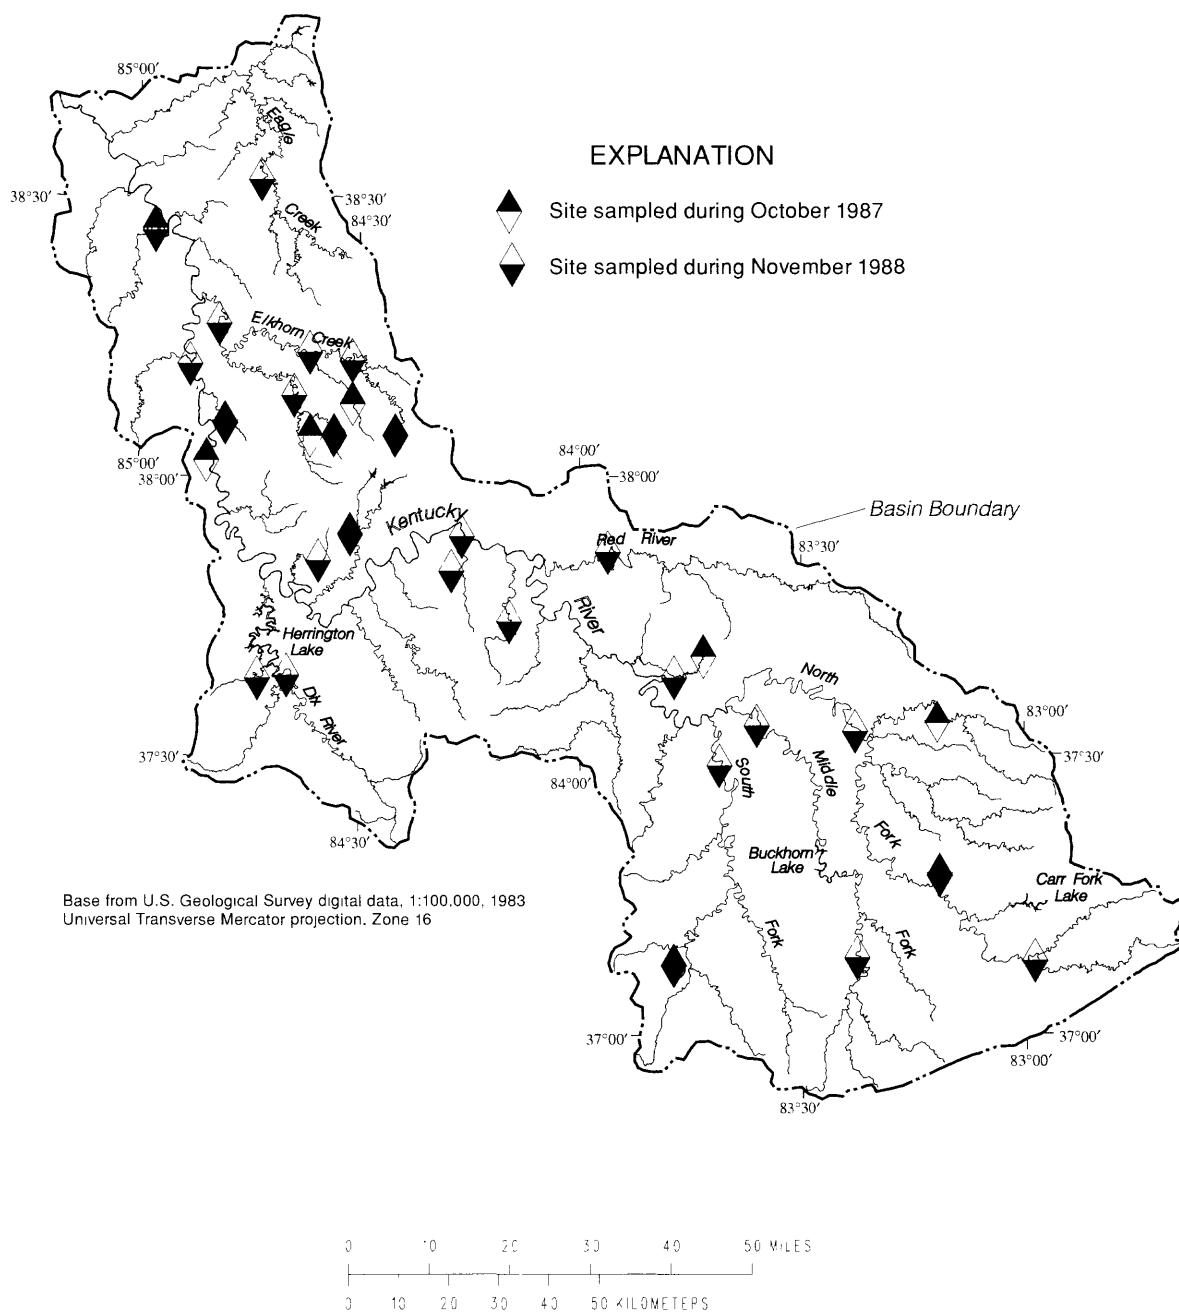 85°00′
Eagle
EXPLANATION
38°30′
38°30′
84°30′
Creek
Site sampled during October 1987
Site sampled during November 1988
Elkhorn Creek
85°00′
38°00′
84°00′
38°00′
Kentucky
Basin Boundary
Red River
83°30′
River
Herrington
Lake
North
Dix River
83°00′
37°30′
37°30′
South
Middle
84°00′
84°30′
Fork
Buckhorn
Lake
Carr Fork
Lake
Base from U.S. Geological Survey digital data, 1:100,000, 1983
Universal Transverse Mercator projection. Zone 16
Fork
Fork
37°00′
37°00′
83°00′
83°30′
0 10 20 30 40 50 MILES
0 10 20 30 40 50 KILOMETERS